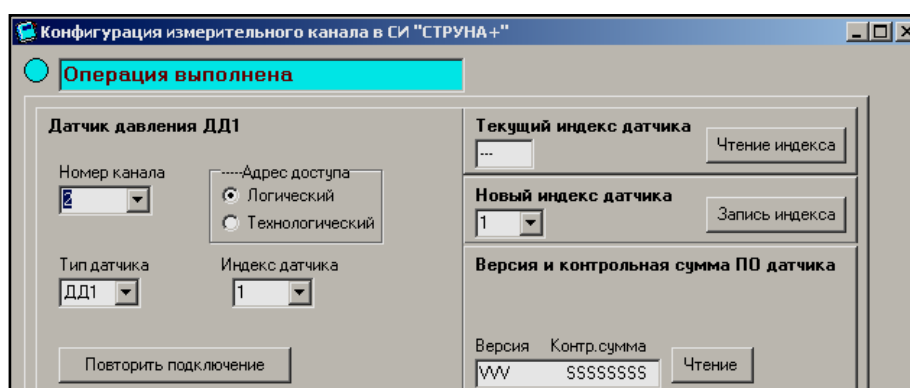 Конфигурация измерительного канала в СИ "СТРУНА+"
Операция выполнена
Датчик давления ДД1
Номер канала
2
-----Адрес доступа
Логический
Технологический
Тип датчика
ДД1
Индекс датчика
1
Повторить подключение
Текущий индекс датчика
---
Чтение индекса
Новый индекс датчика
1
Запись индекса
Версия и контрольная сумма ПО датчика
Версия Контр.сумма
VVV SSSSSSSS
Чтение